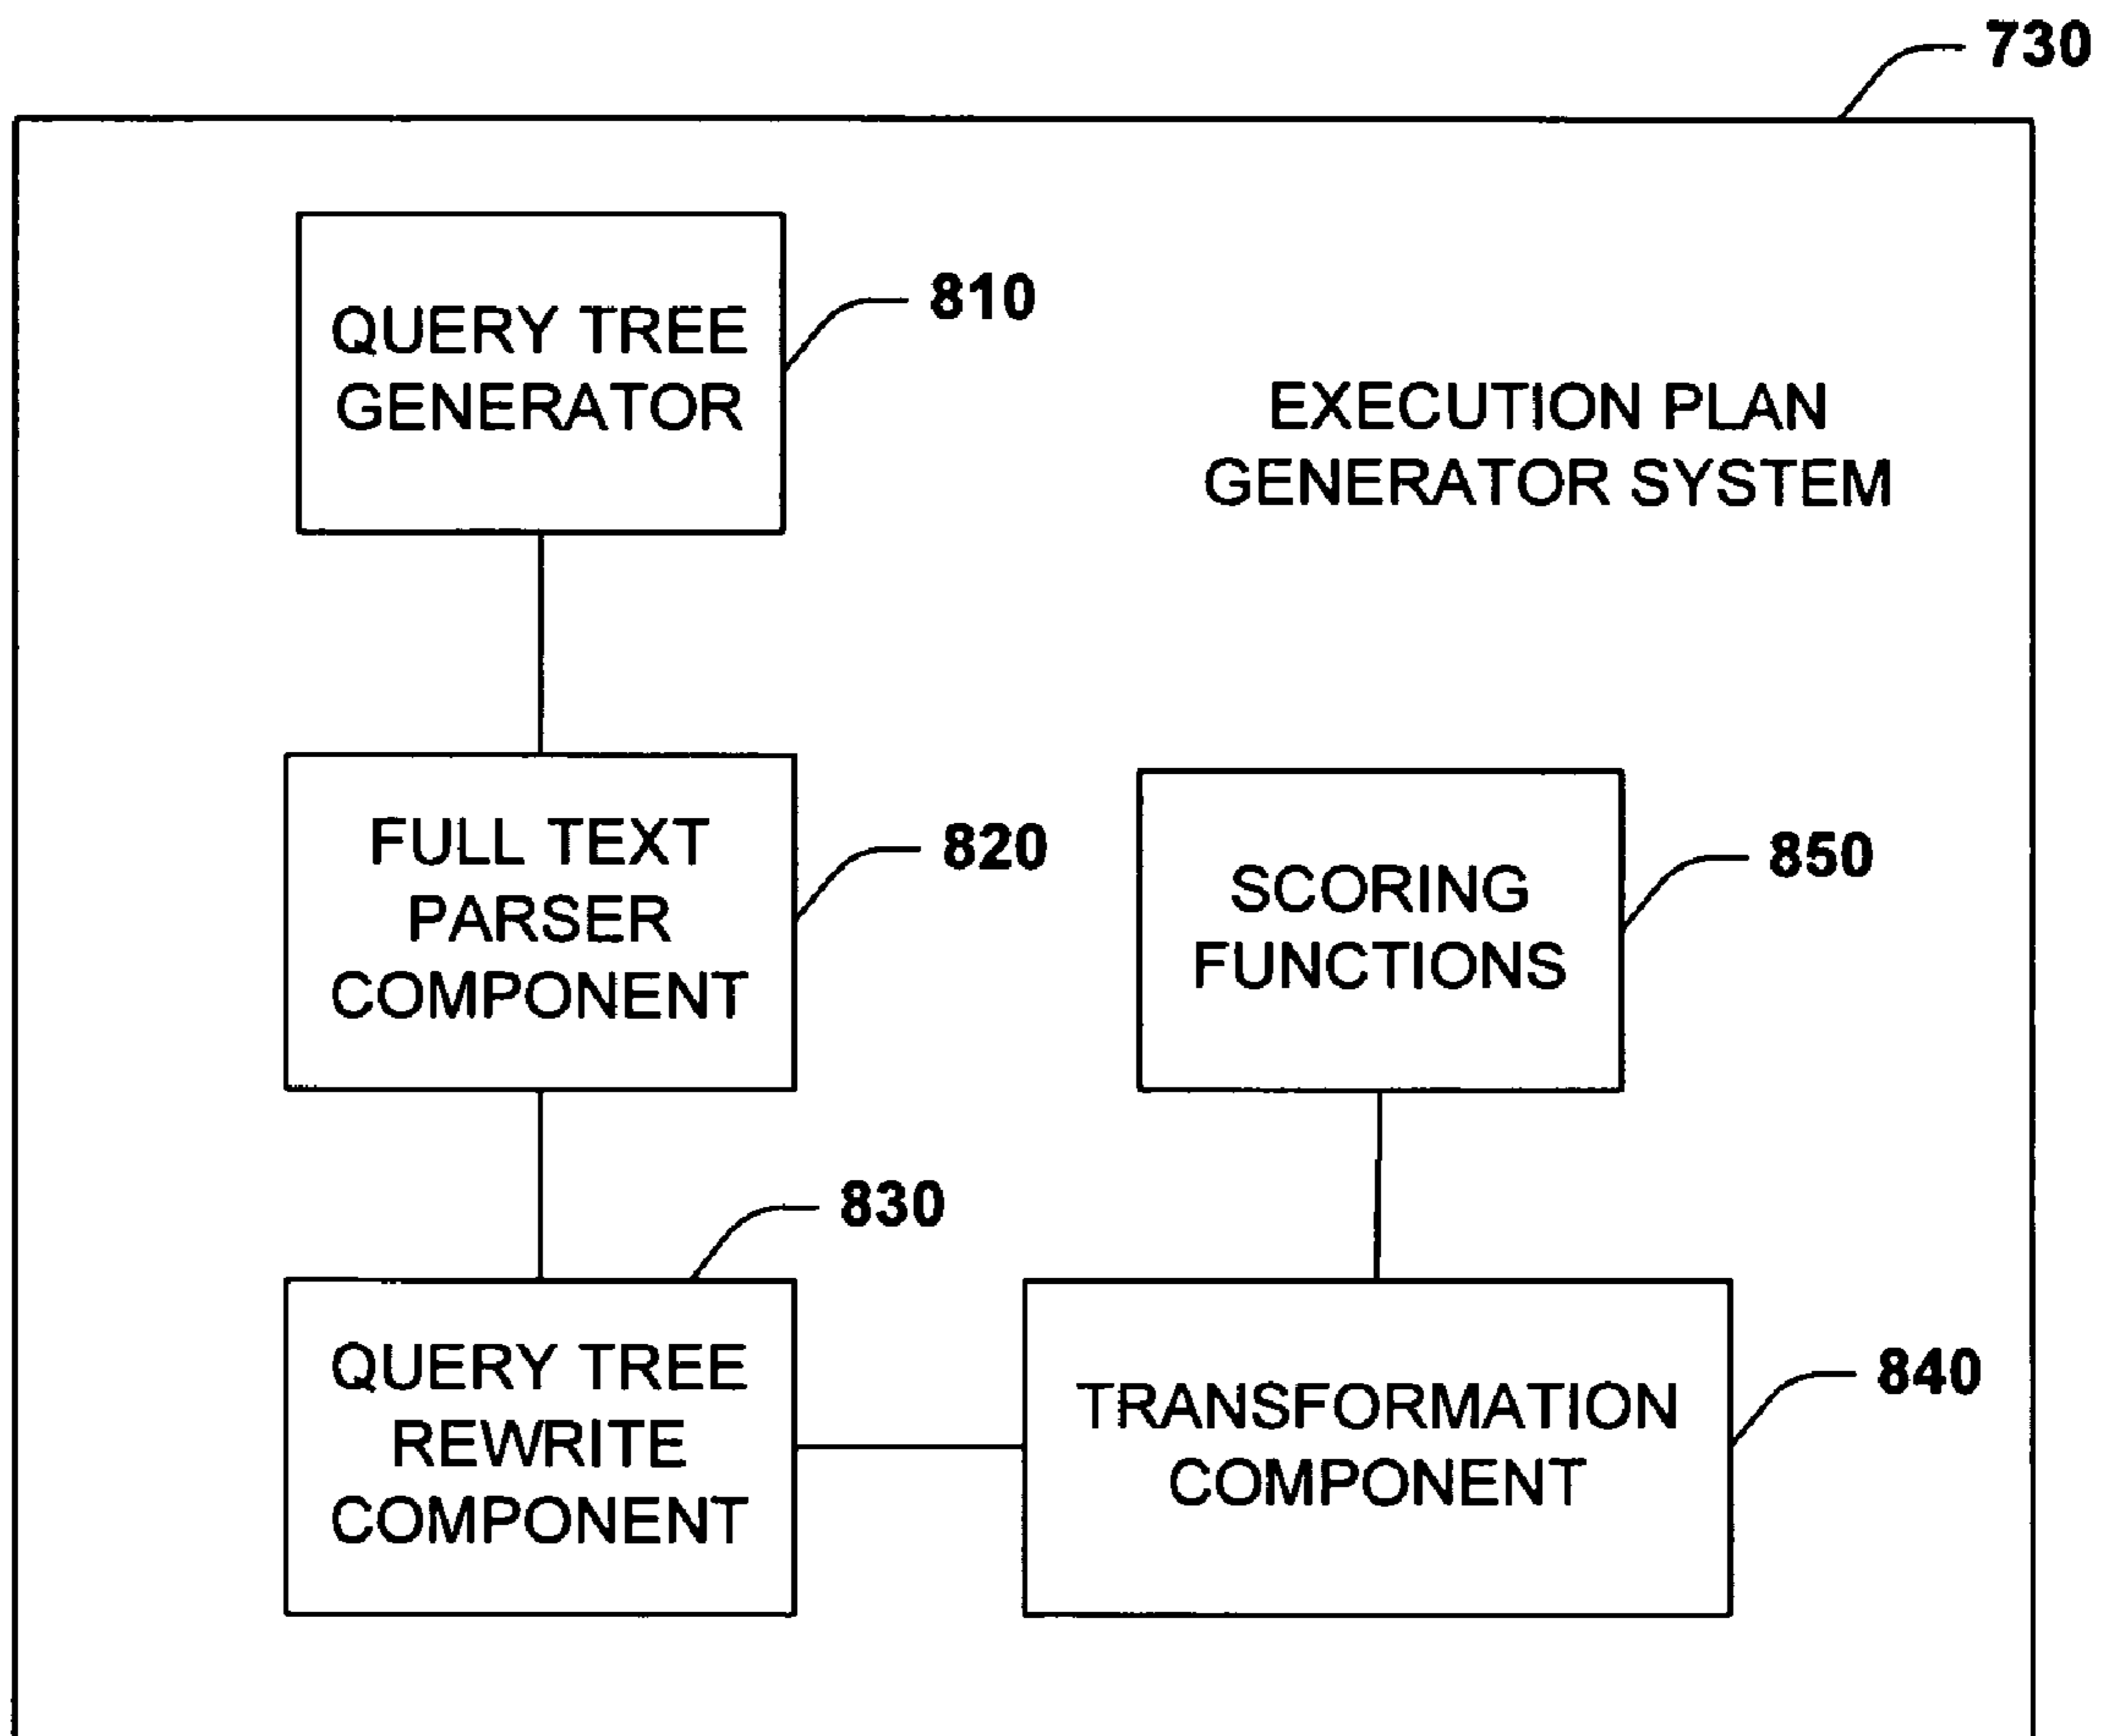 730
QUERY TREE
GENERATOR
810
EXECUTION PLAN
GENERATOR SYSTEM
FULL TEXT
PARSER
COMPONENT
820
SCORING
FUNCTIONS
850
830
QUERY TREE
REWRITE
COMPONENT
TRANSFORMATION
COMPONENT
840